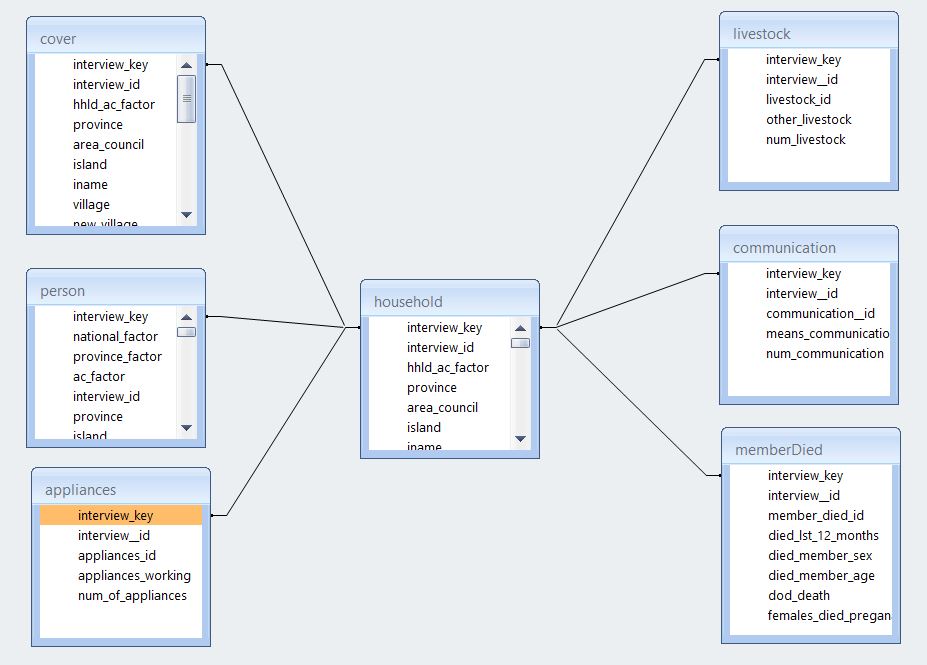 cover
interview_key
interview_id
hhld_ac_factor
province
area_council
island
iname
village
new_village
person
interview_key
national_factor
province_factor
ac_factor
interview_id
province
island
appliances
interview_key
interview__id
appliances_id
appliances_working
num_of_appliances
household
interview_key
interview_id
hhld_ac_factor
province
area_council
island
iname
livestock
interview_key
interview__id
livestock_id
other_livestock
num_livestock
communication
interview_key
interview__id
communication__id
means_communicatio
num_communication
memberDied
interview_key
interview__id
member_died_id
died_lst_12_months
died_member_sex
died_member_age
dod_death
females_died_pregan